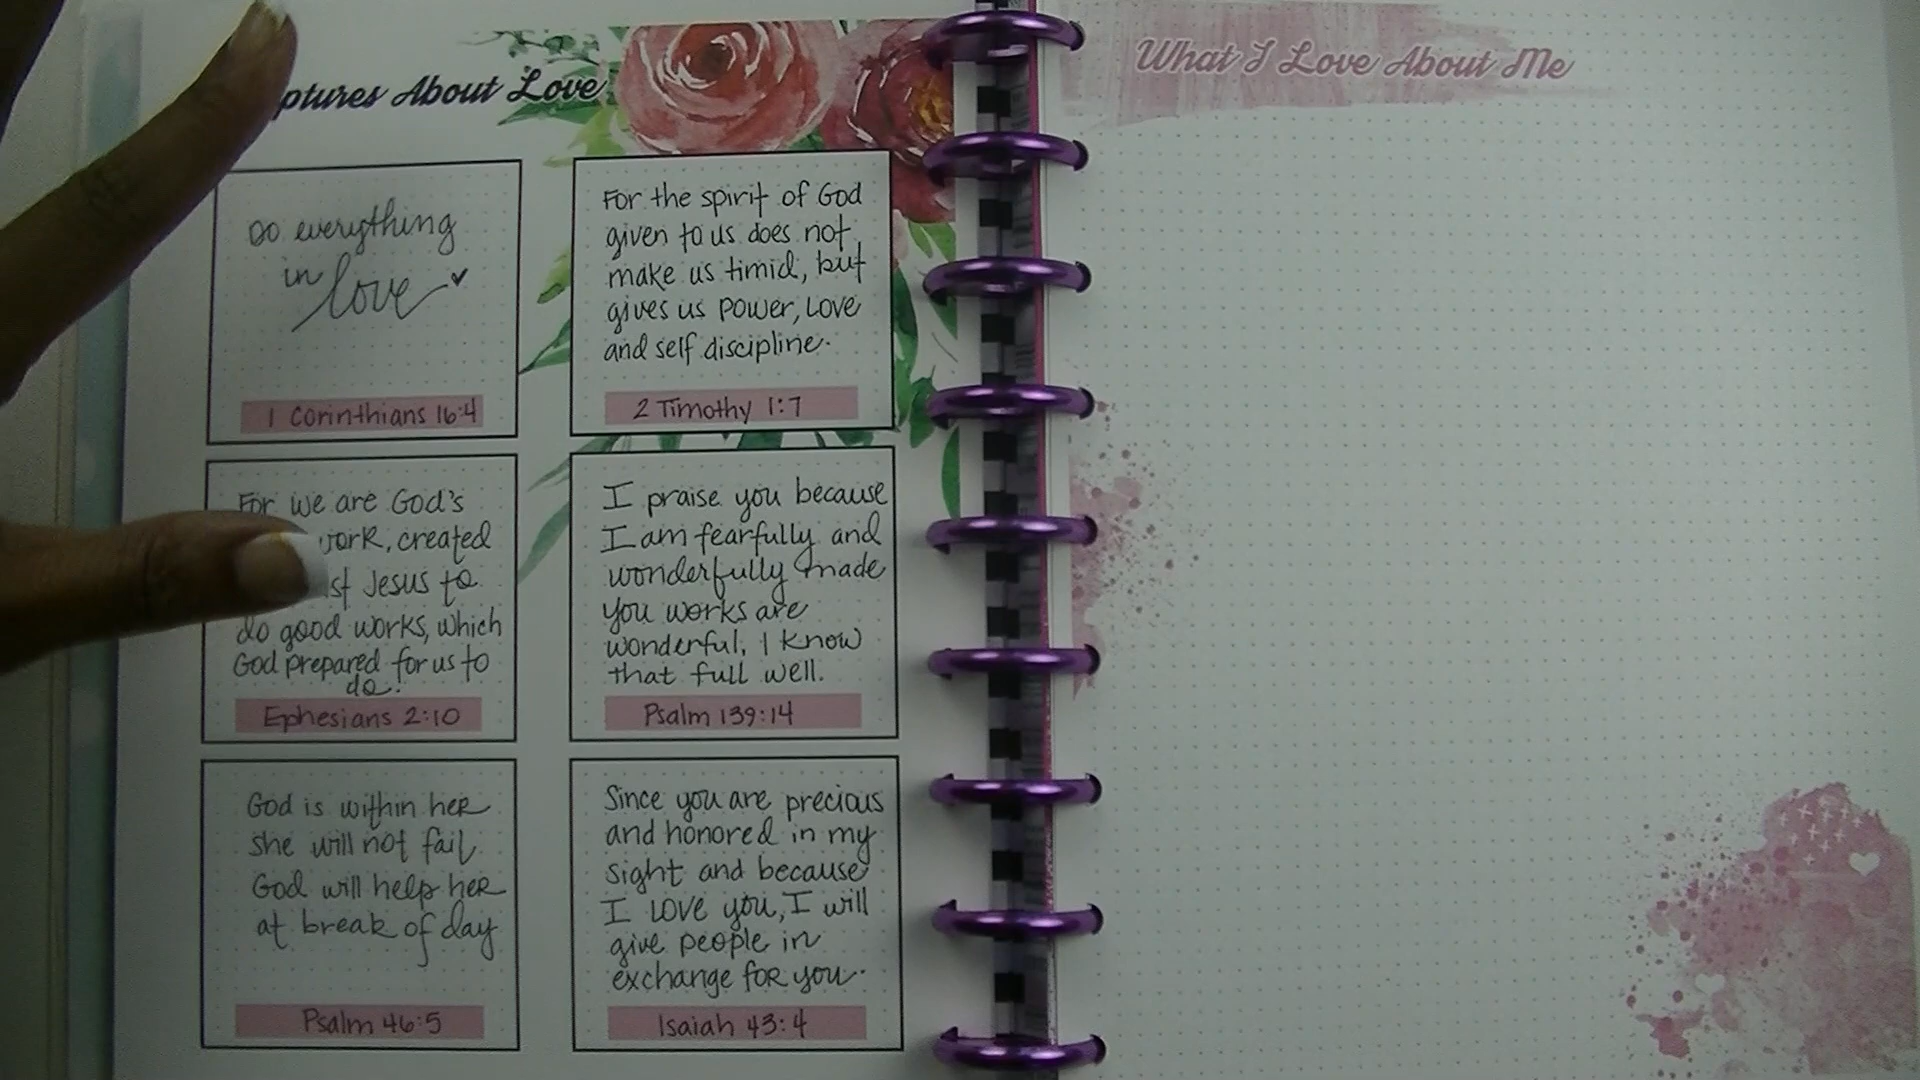 ptures About Love
Do everything
in love
1 Corinthians 16:4
For the spirit of God
given to us does not
make us timid, but
gives us power, love
and self discipline.
2 Timothy 1:7
For we are God's
work, created
st Jesus to
do good works, which
God prepared for us to
do.
Ephesians 2:10
I praise you because
I am fearfully and
wonderfully made
you works are
wonderful, I know
that full well.
Psalm 139:14
God is within her
she will not fail
God will help her
at break of day
Psalm 46:5
Since you are precious
and honored in my
sight and because
I love you, I will
give people in
exchange for you.
Isaiah 43:4
What I Love About Me